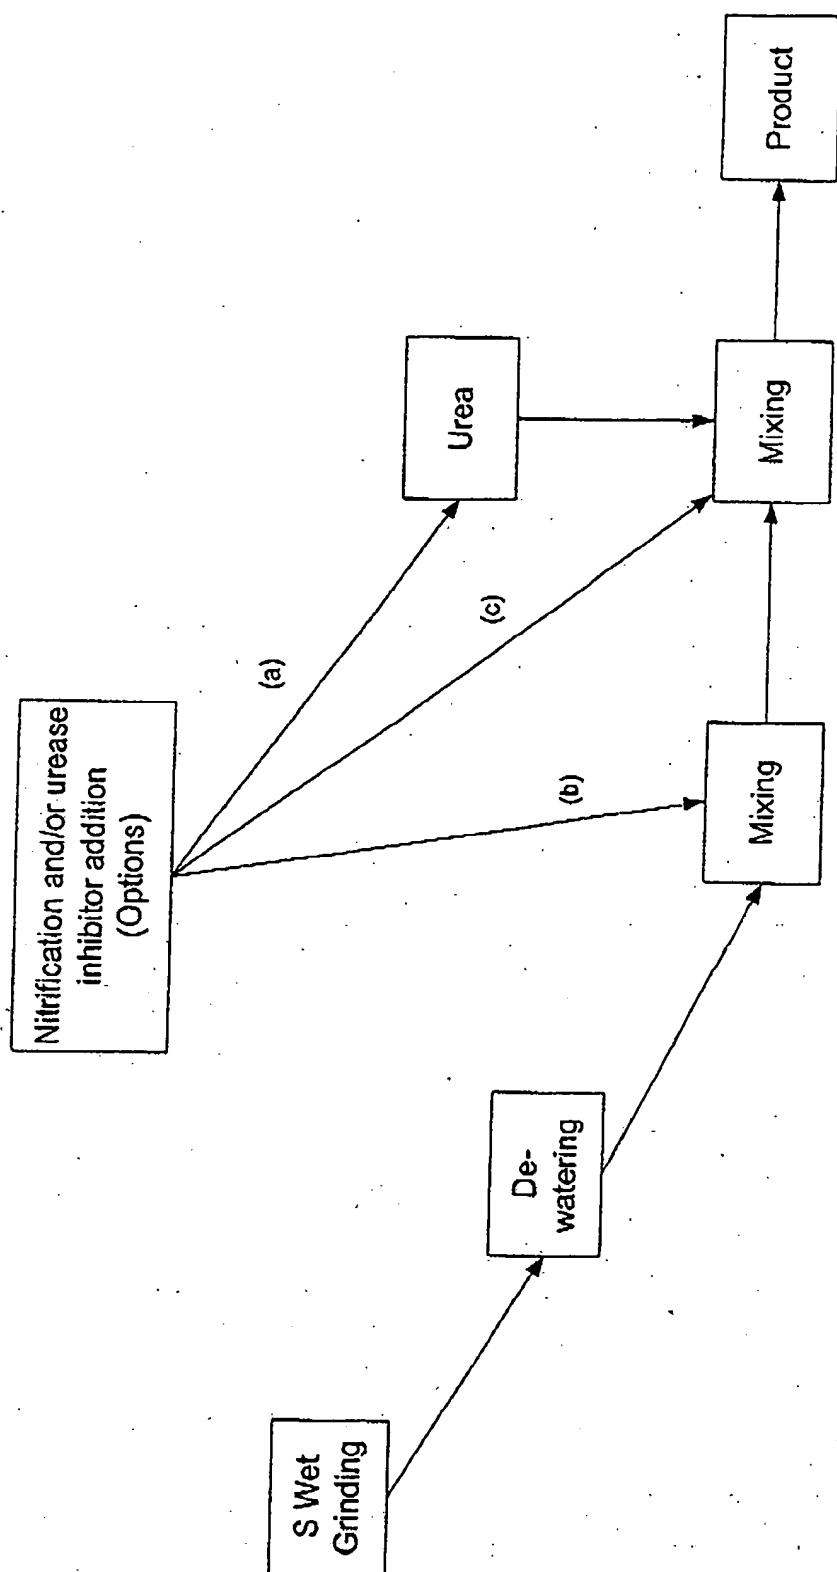 Nitrification and/or urease
inhibitor addition
(Options)
(a)
(c)
(b)
Urea
S Wet
Grinding
De-
watering
Mixing
Mixing
Product